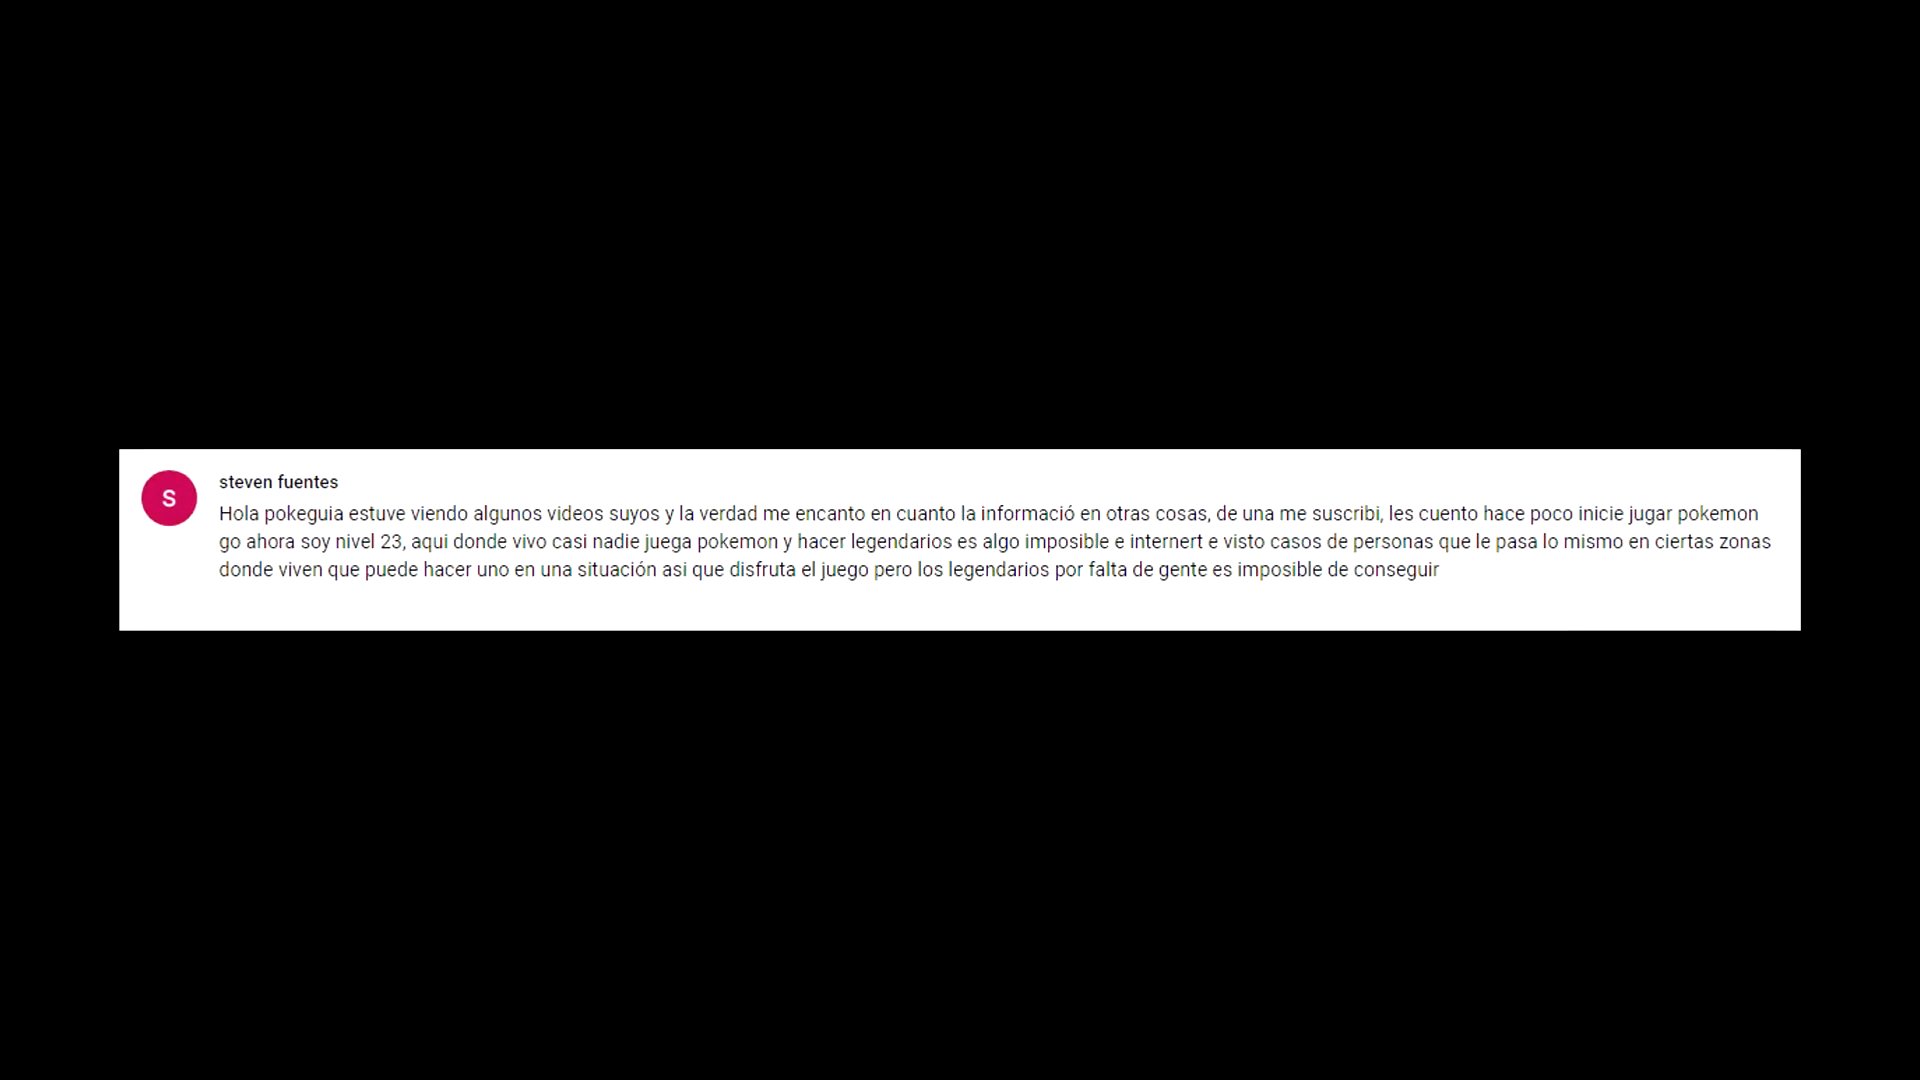 S
steven fuentes
Hola pokeguia estuve viendo algunos videos suyos y la verdad me encanto en cuanto la informació en otras cosas, de una me suscribi, les cuento hace poco inicie jugar pokemon
go ahora soy nivel 23, aqui donde vivo casi nadie juega pokemon y hacer legendarios es algo imposible e internert e visto casos de personas que le pasa lo mismo en ciertas zonas
donde viven que puede hacer uno en una situación asi que disfruta el juego pero los legendarios por falta de gente es imposible de conseguir